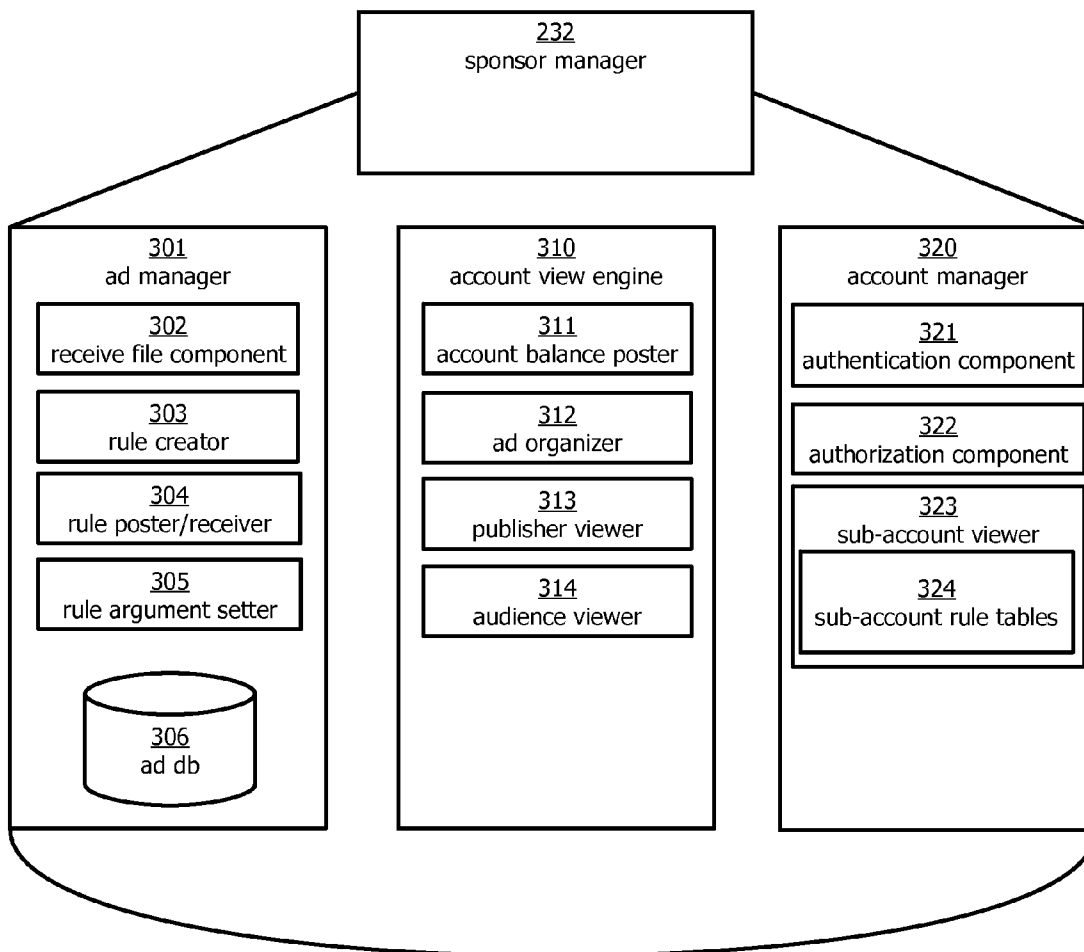 232
sponsor manager
301
ad manager
302
receive file component
303
rule creator
304
rule poster/receiver
305
rule argument setter
306
ad db
310
account view engine
311
account balance poster
312
ad organizer
313
publisher viewer
314
audience viewer
320
account manager
321
authentication component
322
authorization component
323
sub-account viewer
324
sub-account rule tables